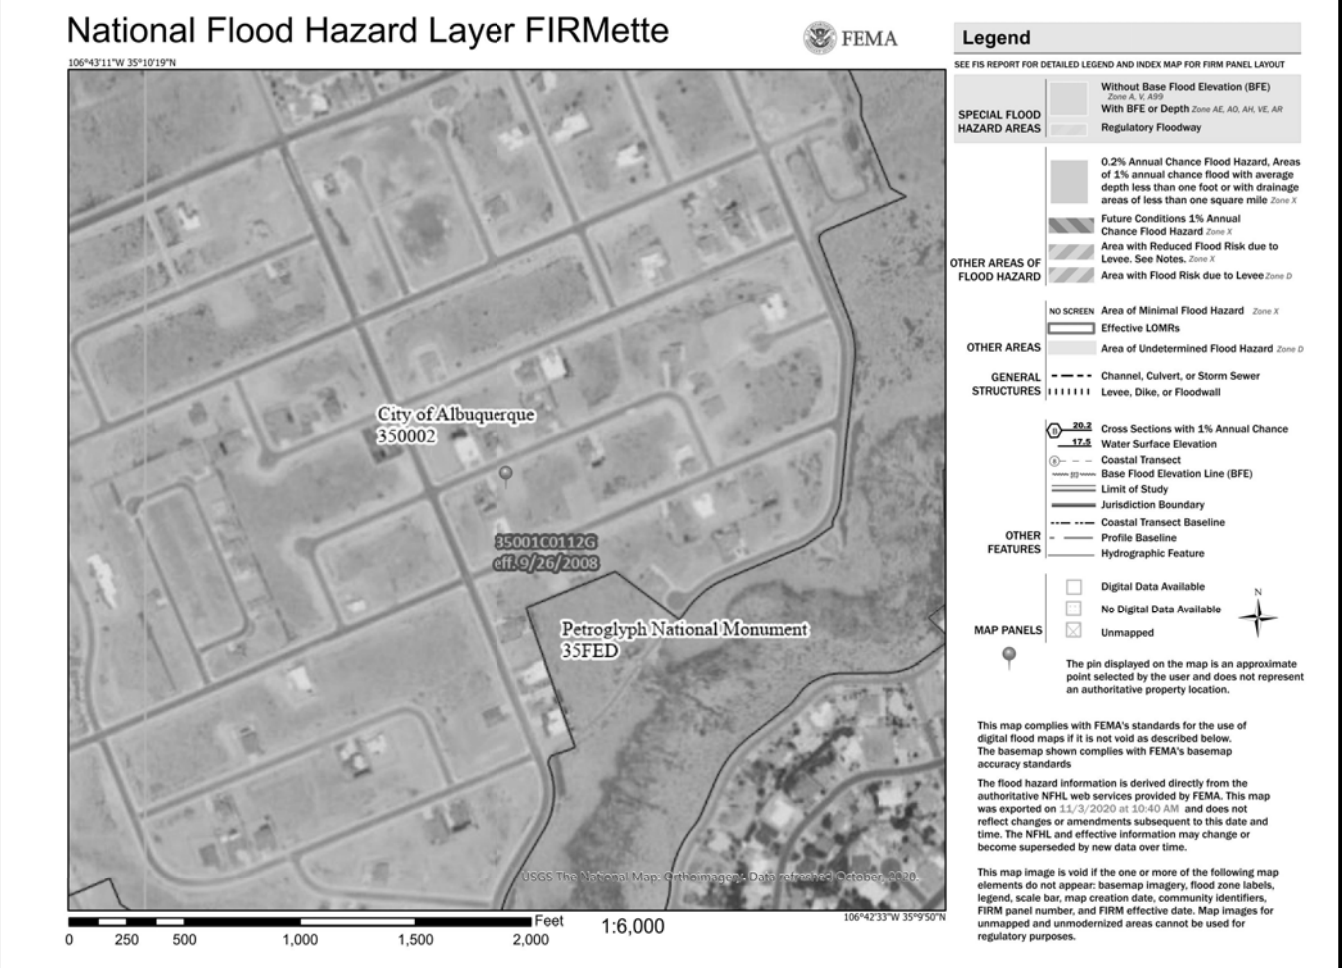 National Flood Hazard Layer FIRMette
FEMA
106°43'11"W 35°10'19"N
City of Albuquerque
350002
35001C0112G
eff. 9/26/2008
Petroglyph National Monument
35FED
USGS The National Map: Orthoimagery. Data refreshed October, 2020.
106°42'33"W 35°9'50"N
Feet
1:6,000
0 250 500 1,000 1,500 2,000
Legend
SEE FIS REPORT FOR DETAILED LEGEND AND INDEX MAP FOR FIRM PANEL LAYOUT
SPECIAL FLOOD
HAZARD AREAS
Without Base Flood Elevation (BFE)
Zone A, V, A99
With BFE or Depth Zone AE, AO, AH, VE, AR
Regulatory Floodway
OTHER AREAS OF
FLOOD HAZARD
0.2% Annual Chance Flood Hazard, Areas
of 1% annual chance flood with average
depth less than one foot or with drainage
areas of less than one square mile Zone X
Future Conditions 1% Annual
Chance Flood Hazard Zone X
Area with Reduced Flood Risk due to
Levee. See Notes. Zone X
Area with Flood Risk due to Levee Zone D
OTHER AREAS
NO SCREEN Area of Minimal Flood Hazard Zone X
Effective LOMRs
Area of Undetermined Flood Hazard Zone D
GENERAL
STRUCTURES
Channel, Culvert, or Storm Sewer
Levee, Dike, or Floodwall
OTHER
FEATURES
B 20.2 Cross Sections with 1% Annual Chance
17.5 Water Surface Elevation
Coastal Transect
Base Flood Elevation Line (BFE)
Limit of Study
Jurisdiction Boundary
Coastal Transect Baseline
Profile Baseline
Hydrographic Feature
MAP PANELS
Digital Data Available
No Digital Data Available
Unmapped
N
The pin displayed on the map is an approximate
point selected by the user and does not represent
an authoritative property location.
This map complies with FEMA's standards for the use of
digital flood maps if it is not void as described below.
The basemap shown complies with FEMA's basemap
accuracy standards
The flood hazard information is derived directly from the
authoritative NFHL web services provided by FEMA. This map
was exported on 11/3/2020 at 10:40 AM and does not
reflect changes or amendments subsequent to this date and
time. The NFHL and effective information may change or
become superseded by new data over time.
This map image is void if the one or more of the following map
elements do not appear: basemap imagery, flood zone labels,
legend, scale bar, map creation date, community identifiers,
FIRM panel number, and FIRM effective date. Map images for
unmapped and unmodernized areas cannot be used for
regulatory purposes.